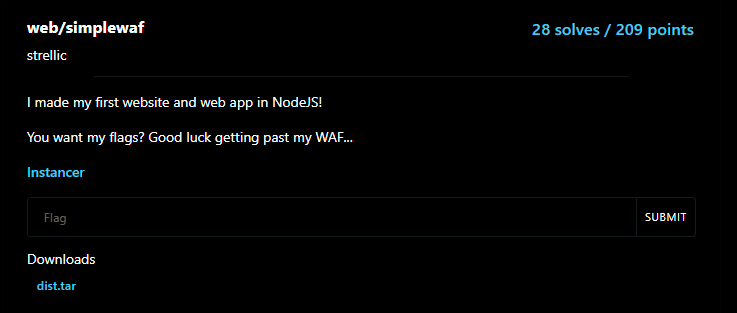 web/simplewaf
28 solves / 209 points
strellic
I made my first website and web app in NodeJS!
You want my flags? Good luck getting past my WAF...
Instancer
Flag
SUBMIT
Downloads
dist.tar